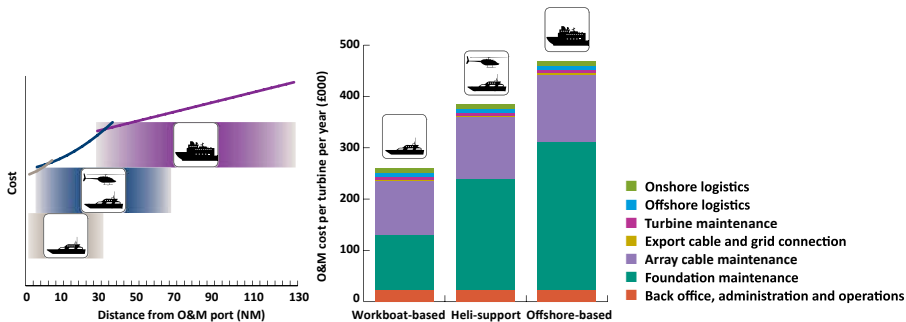 Cost
0 10 30 50 70 90 110 130
Distance from O&M port (NM)
O&M cost per turbine per year (£000)
500
400
300
200
100
0
Workboat-based Heli-support Offshore-based
Onshore logistics
Offshore logistics
Turbine maintenance
Export cable and grid connection
Array cable maintenance
Foundation maintenance
Back office, administration and operations